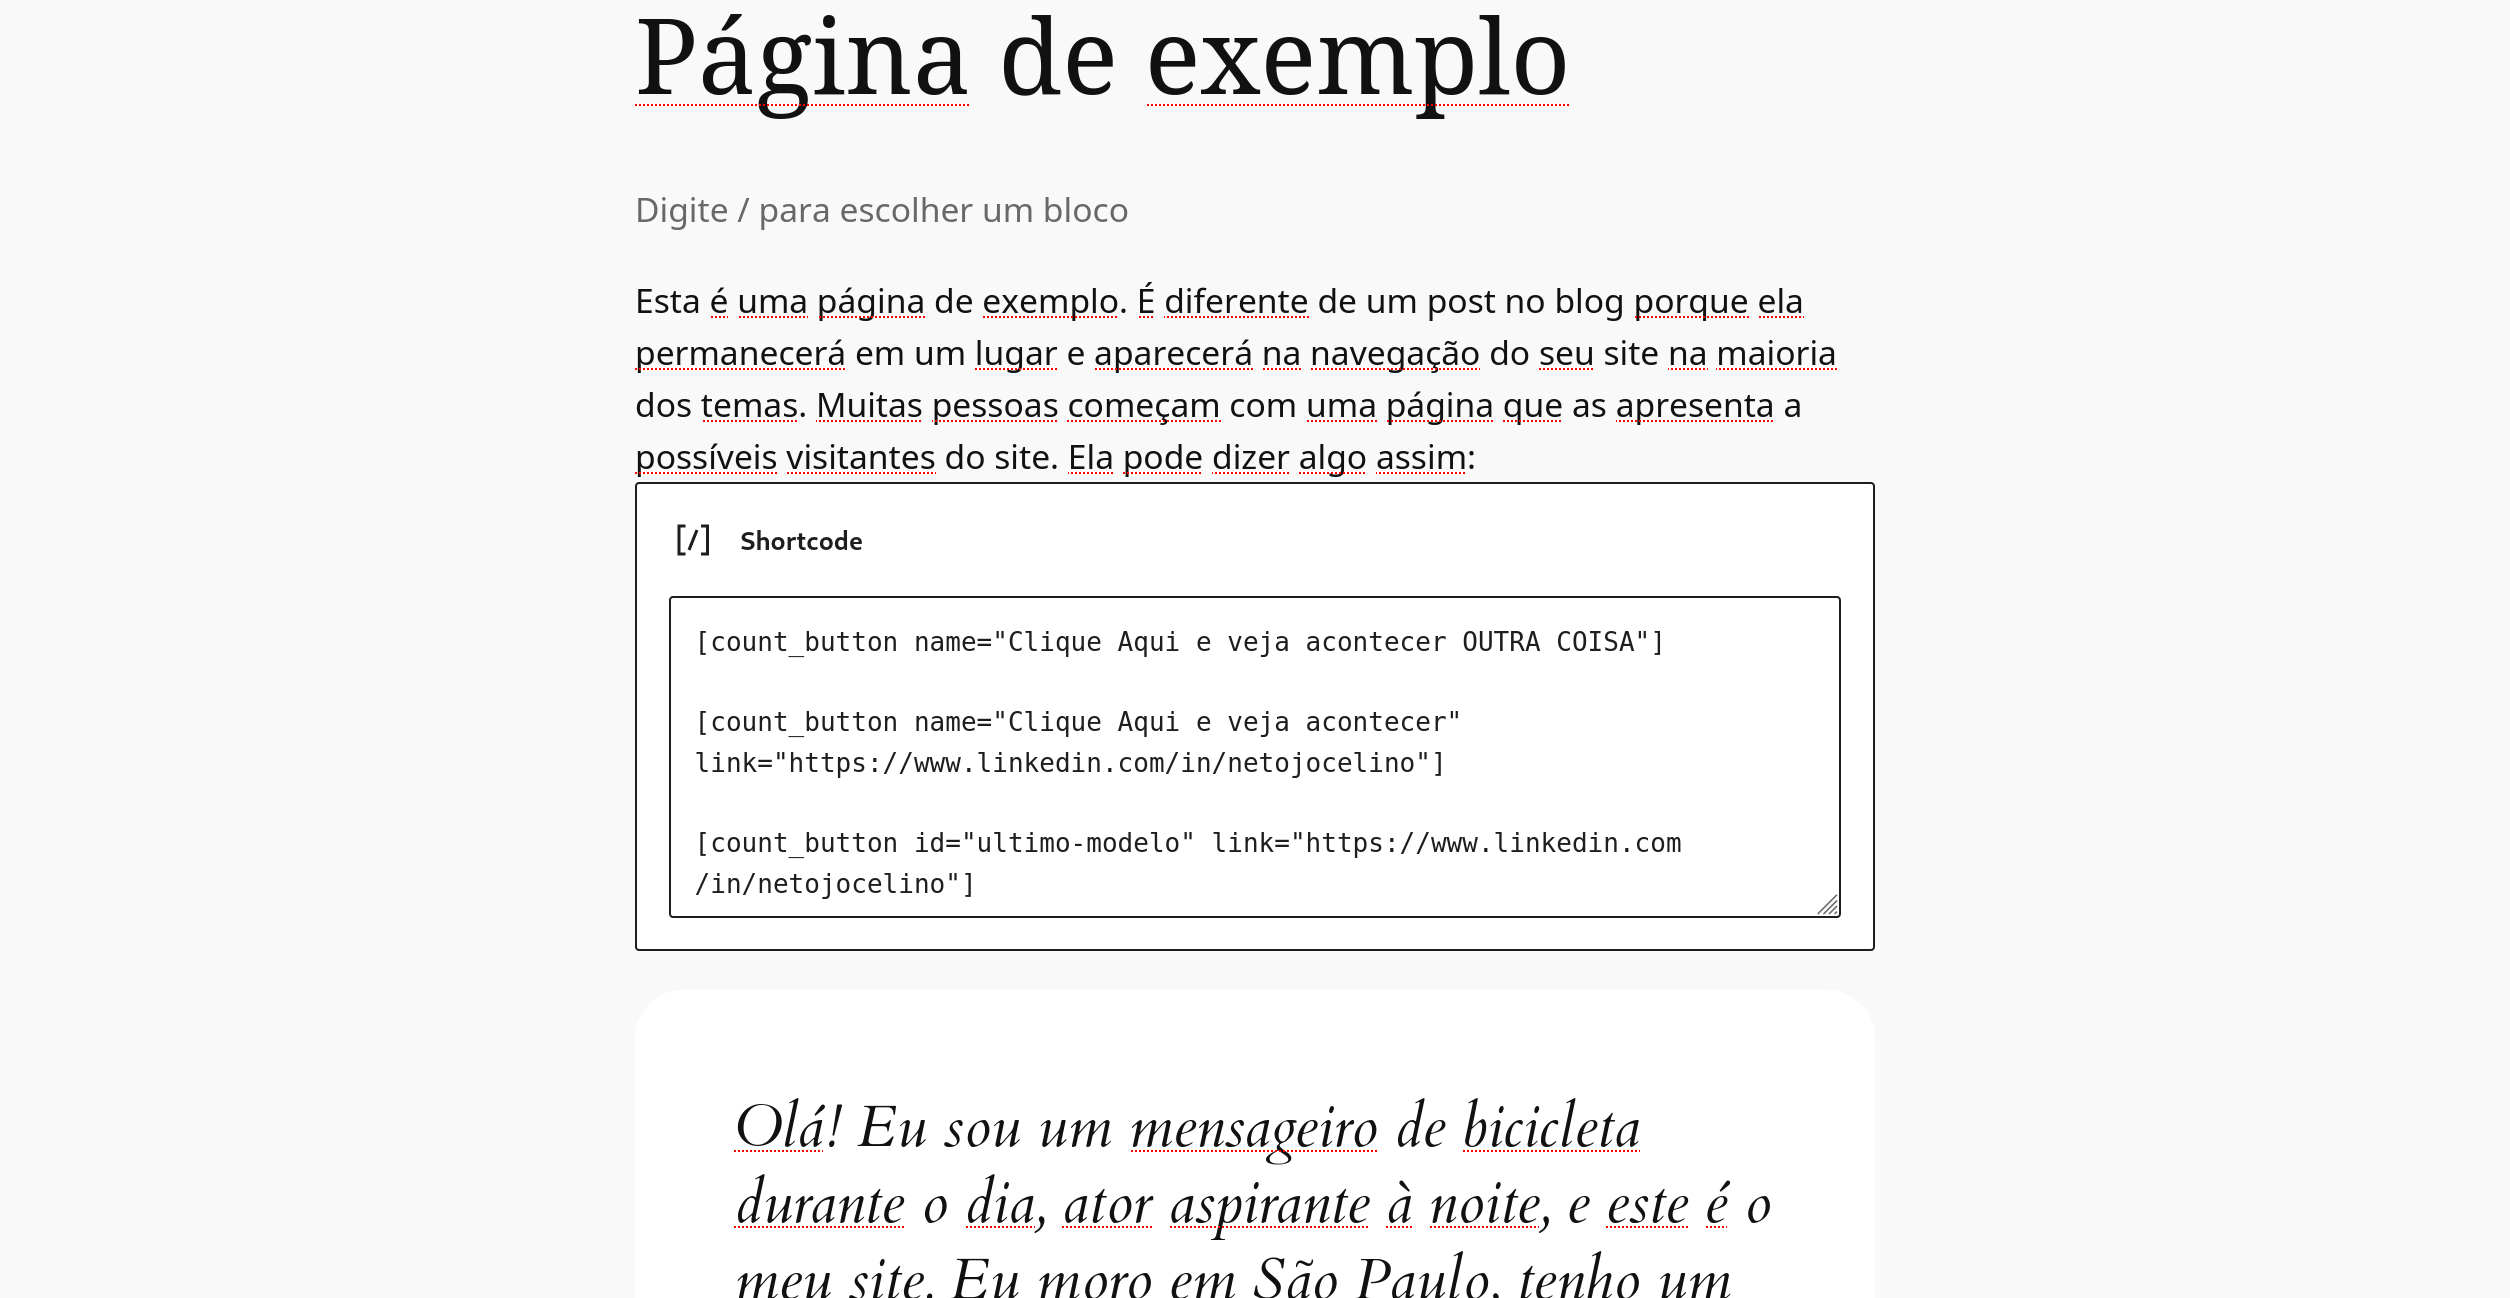 Página de exemplo
Digite / para escolher um bloco
Esta é uma página de exemplo. É diferente de um post no blog porque ela
permanecerá em um lugar e aparecerá na navegação do seu site na maioria
dos temas. Muitas pessoas começam com uma página que as apresenta a
possíveis visitantes do site. Ela pode dizer algo assim:
[/] Shortcode
[count_button name="Clique Aqui e veja acontecer OUTRA COISA"]
[count_button name="Clique Aqui e veja acontecer"
link="https://www.linkedin.com/in/netojocelino"]
[count_button id="ultimo-modelo" link="https://www.linkedin.com
/in/netojocelino"]
Olá! Eu sou um mensageiro de bicicleta
durante o dia, ator aspirante à noite, e este é o
meu site. Eu moro em São Paulo, tenho um